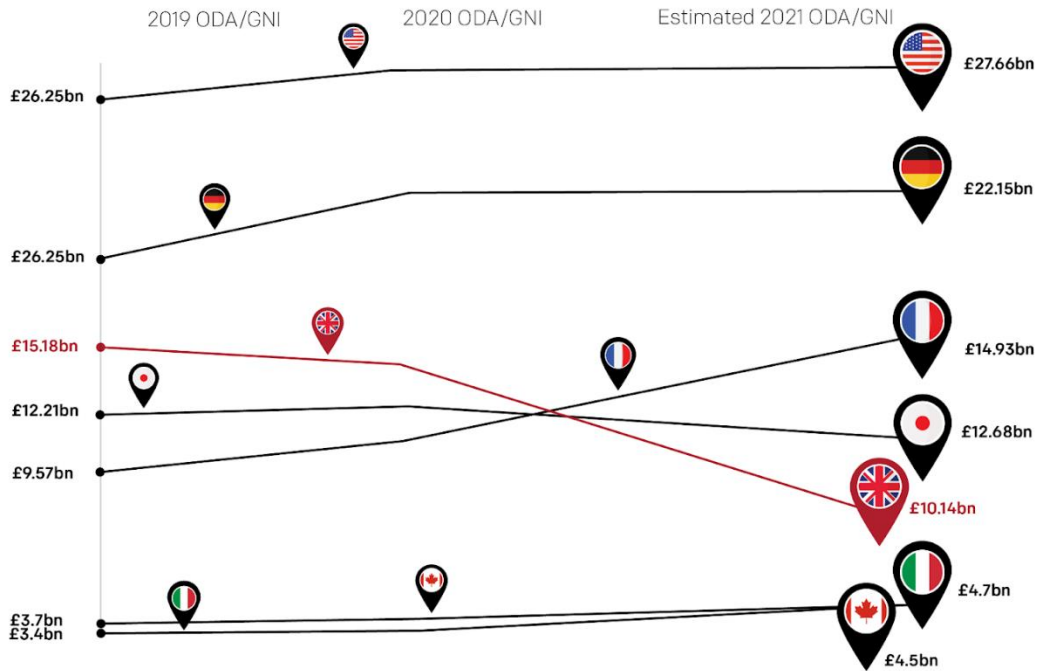 2019 ODA/GNI
2020 ODA/GNI
Estimated 2021 ODA/GNI
£26.25bn
£27.66bn
£26.25bn
£22.15bn
£15.18bn
£14.93bn
£12.21bn
£12.68bn
£9.57bn
£10.14bn
£3.7bn
£4.7bn
£3.4bn
£4.5bn